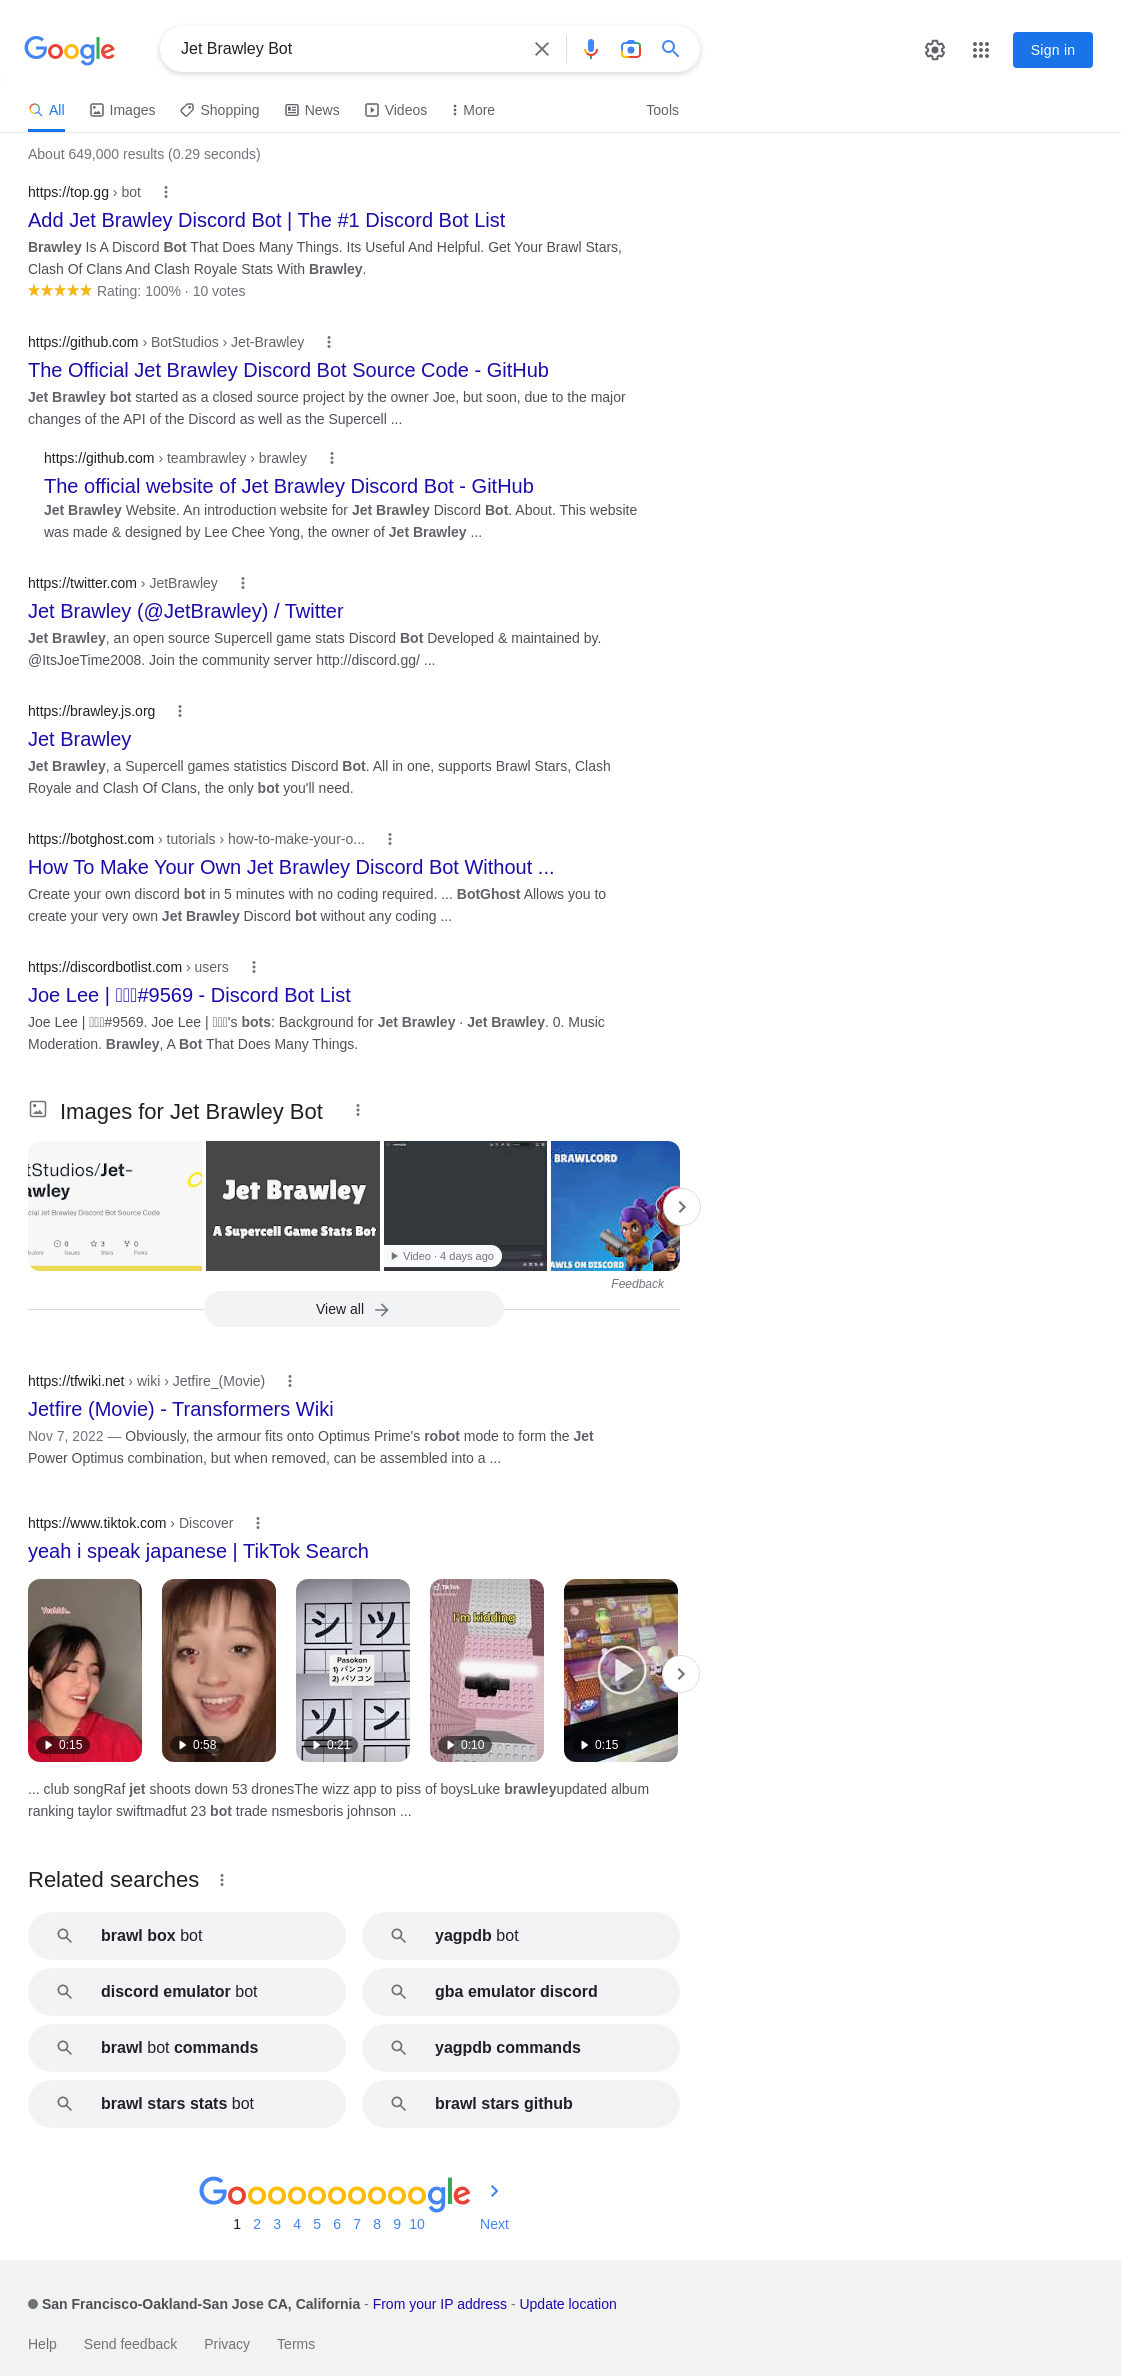 Google
Jet Brawley Bot
Sign in
All
Images
Shopping
News
Videos
More
Tools
About 649,000 results (0.29 seconds)
https://top.gg › bot
Add Jet Brawley Discord Bot | The #1 Discord Bot List
Brawley Is A Discord Bot That Does Many Things. Its Useful And Helpful. Get Your Brawl Stars,
Clash Of Clans And Clash Royale Stats With Brawley.
Rating: 100% · 10 votes
https://github.com › BotStudios › Jet-Brawley
The Official Jet Brawley Discord Bot Source Code - GitHub
Jet Brawley bot started as a closed source project by the owner Joe, but soon, due to the major
changes of the API of the Discord as well as the Supercell ...
https://github.com › teambrawley › brawley
The official website of Jet Brawley Discord Bot - GitHub
Jet Brawley Website. An introduction website for Jet Brawley Discord Bot. About. This website
was made & designed by Lee Chee Yong, the owner of Jet Brawley ...
https://twitter.com › JetBrawley
Jet Brawley (@JetBrawley) / Twitter
Jet Brawley, an open source Supercell game stats Discord Bot Developed & maintained by.
@ItsJoeTime2008. Join the community server http://discord.gg/ ...
https://brawley.js.org
Jet Brawley
Jet Brawley, a Supercell games statistics Discord Bot. All in one, supports Brawl Stars, Clash
Royale and Clash Of Clans, the only bot you'll need.
https://botghost.com › tutorials › how-to-make-your-o...
How To Make Your Own Jet Brawley Discord Bot Without ...
Create your own discord bot in 5 minutes with no coding required. ... BotGhost Allows you to
create your very own Jet Brawley Discord bot without any coding ...
https://discordbotlist.com › users
Joe Lee | #9569 - Discord Bot List
Joe Lee | #9569. Joe Lee | 's bots: Background for Jet Brawley · Jet Brawley. 0. Music
Moderation. Brawley, A Bot That Does Many Things.
Images for Jet Brawley Bot
tStudios/Jet-
awley
cial Jet Brawley Discord Bot Source Code
0
3
0
Issues
Stars
Forks
Jet Brawley
A Supercell Game Stats Bot
Video · 4 days ago
BRAWLCORD
AWLS ON DISCORD
Feedback
View all
https://tfwiki.net › wiki › Jetfire_(Movie)
Jetfire (Movie) - Transformers Wiki
Nov 7, 2022 — Obviously, the armour fits onto Optimus Prime's robot mode to form the Jet
Power Optimus combination, but when removed, can be assembled into a ...
https://www.tiktok.com › Discover
yeah i speak japanese | TikTok Search
Yeahhh..
0:15
0:58
シ ツ
Pasokon
1) パンコソ
2) パソコン
ソ ン
0:21
TikTok
I'm kidding
0:10
0:15
... club songRaf jet shoots down 53 dronesThe wizz app to piss of boysLuke brawleyupdated album
ranking taylor swiftmadfut 23 bot trade nsmesboris johnson ...
Related searches
brawl box bot
yagpdb bot
discord emulator bot
gba emulator discord
brawl bot commands
yagpdb commands
brawl stars stats bot
brawl stars github
Goooooooooogle
1 2 3 4 5 6 7 8 9 10 Next
San Francisco-Oakland-San Jose CA, California - From your IP address - Update location
Help
Send feedback
Privacy
Terms